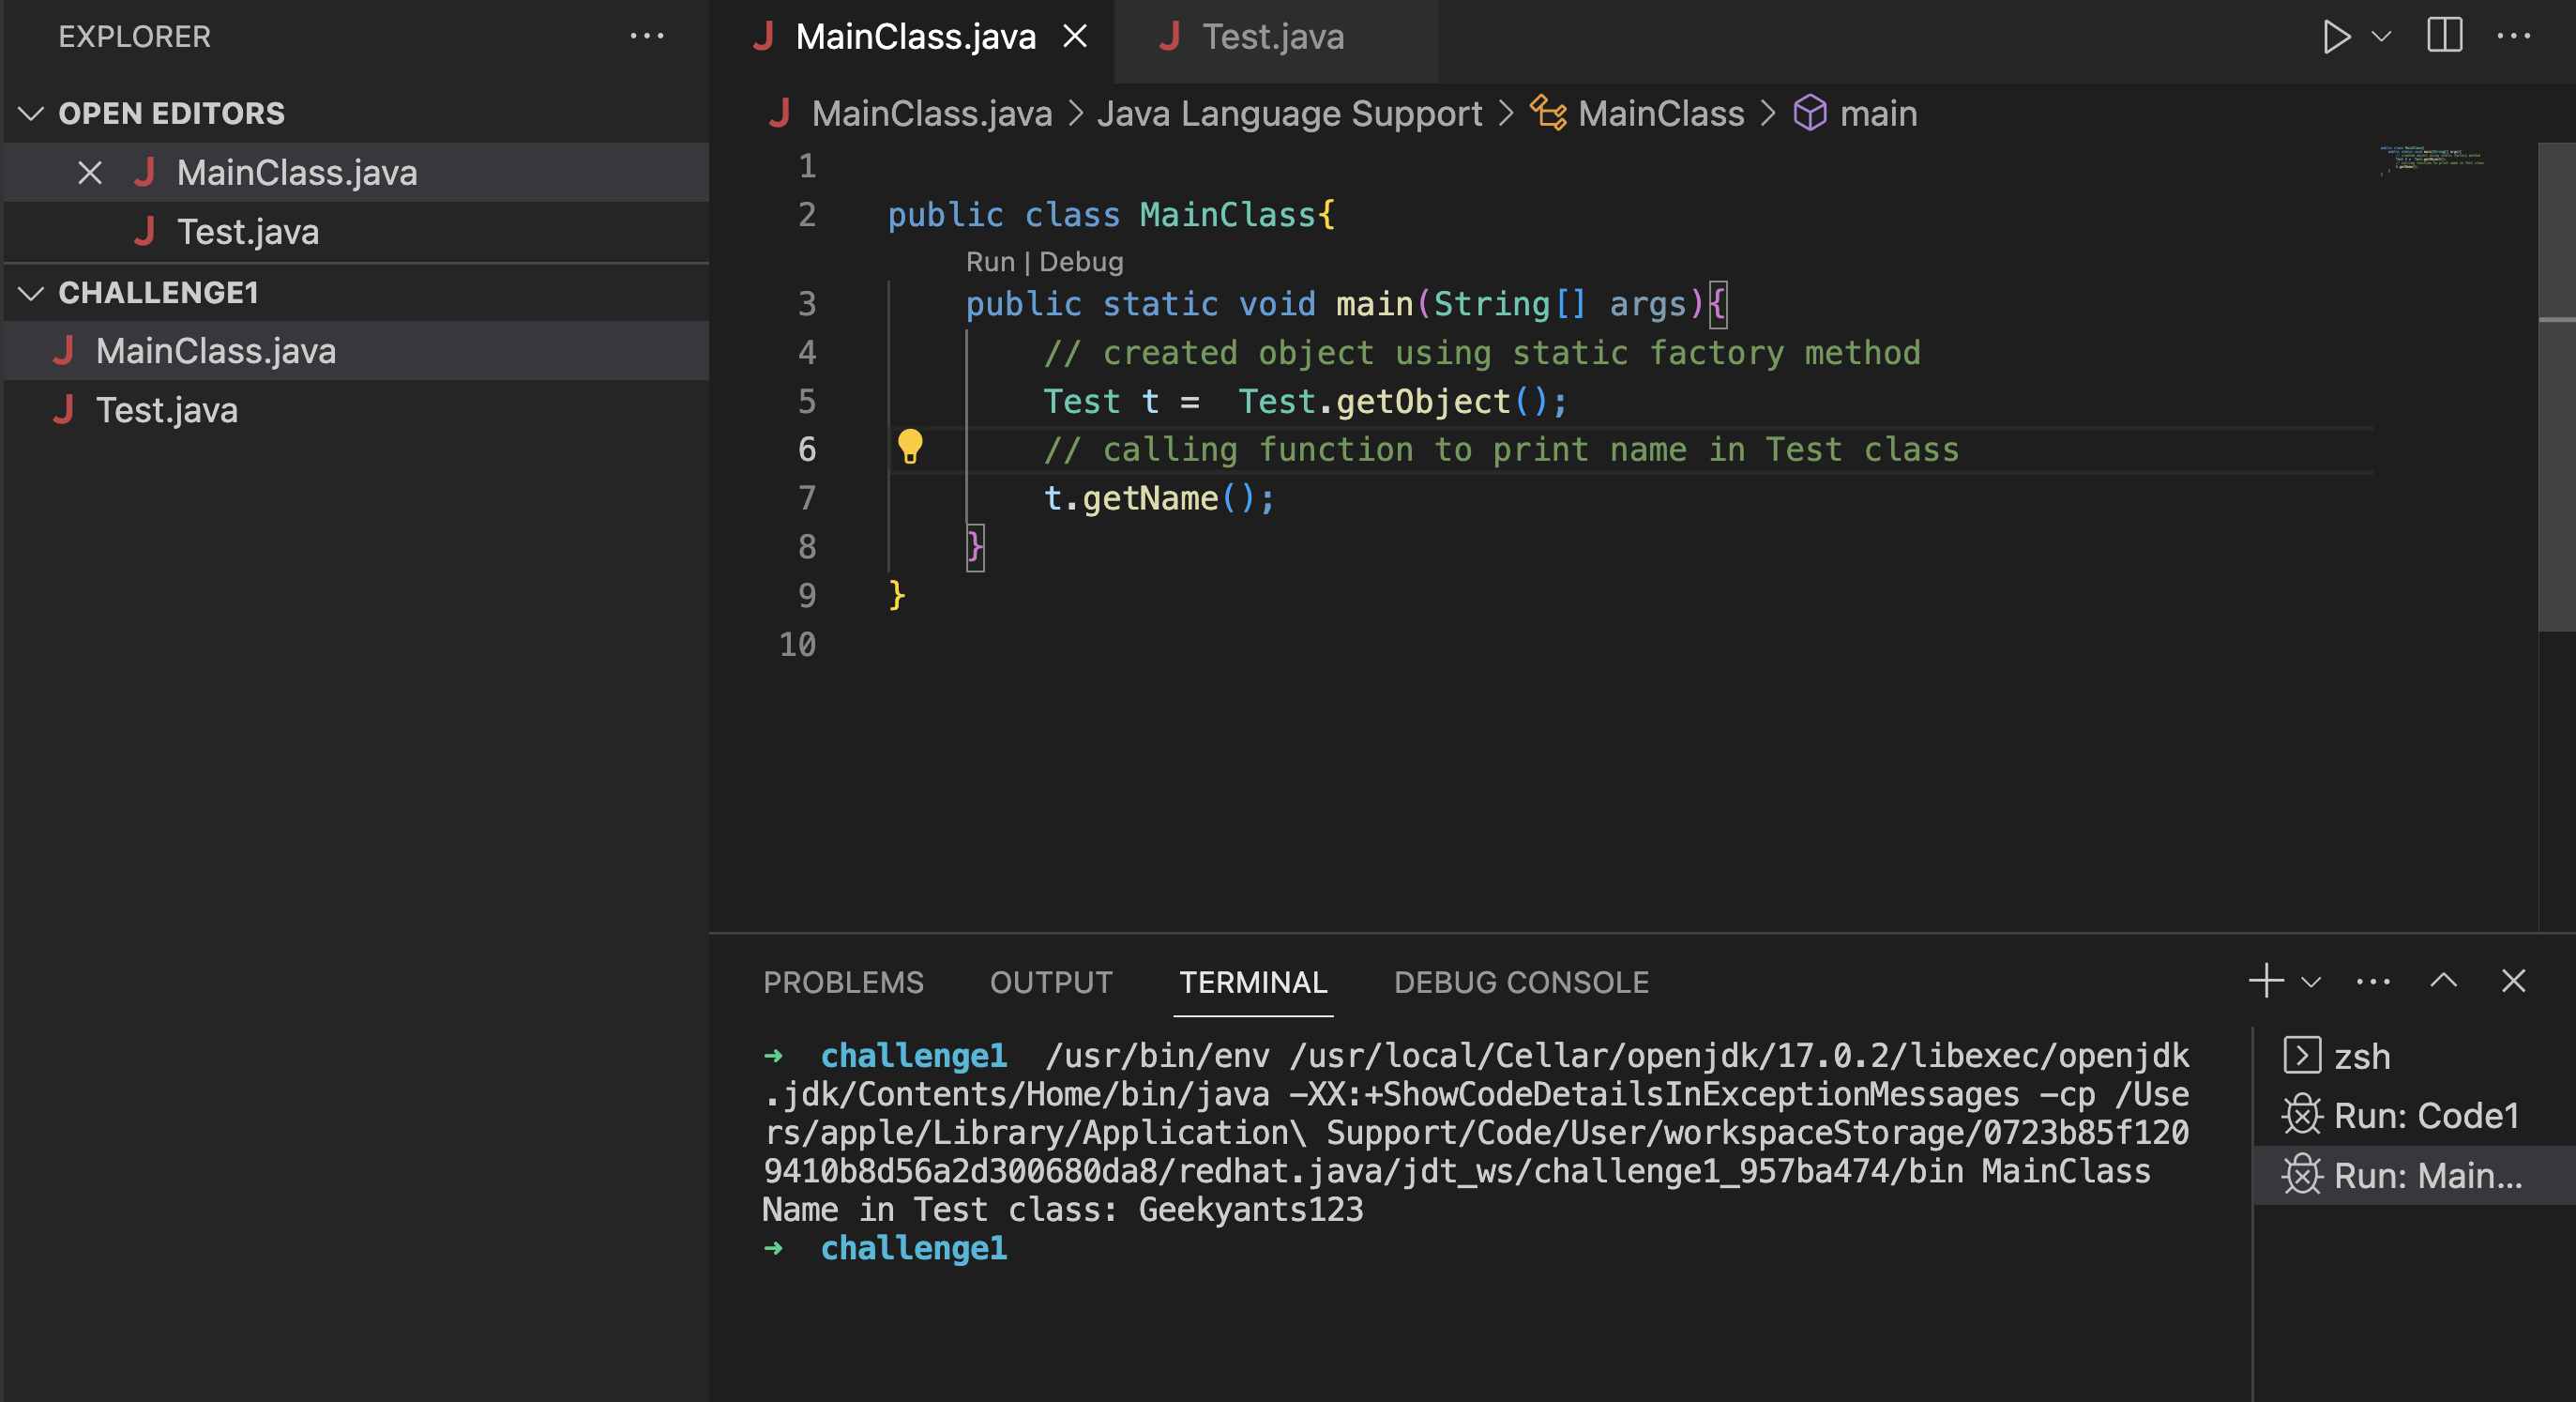 EXPLORER
OPEN EDITORS
MainClass.java
Test.java
CHALLENGE1
MainClass.java
Test.java
MainClass.java
Test.java
MainClass.java > Java Language Support > MainClass > main
1
2 public class MainClass{
Run | Debug
3 public static void main(String[] args){
4 // created object using static factory method
5 Test t =  Test.getObject();
6 // calling function to print name in Test class
7 t.getName();
8 }
9 }
10
PROBLEMS OUTPUT TERMINAL DEBUG CONSOLE
➜  challenge1  /usr/bin/env /usr/local/Cellar/openjdk/17.0.2/libexec/openjdk
.jdk/Contents/Home/bin/java -XX:+ShowCodeDetailsInExceptionMessages -cp /Use
rs/apple/Library/Application\ Support/Code/User/workspaceStorage/0723b85f120
9410b8d56a2d300680da8/redhat.java/jdt_ws/challenge1_957ba474/bin MainClass
Name in Test class: Geekyants123
➜  challenge1
zsh
Run: Code1
Run: Main...